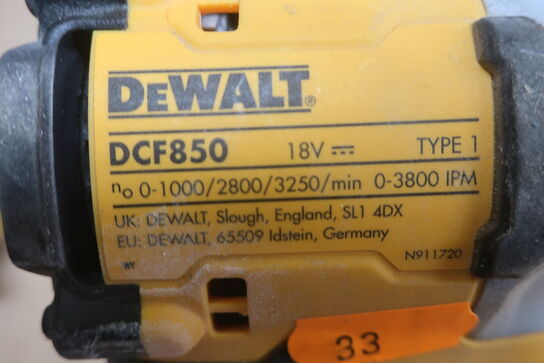 DEWALT®
DCF850 18V ⎓ TYPE 1
n₀ 0-1000/2800/3250/min 0-3800 IPM
UK: DEWALT, Slough, England, SL1 4DX
EU: DEWALT, 65509 Idstein, Germany
RY N911720
33